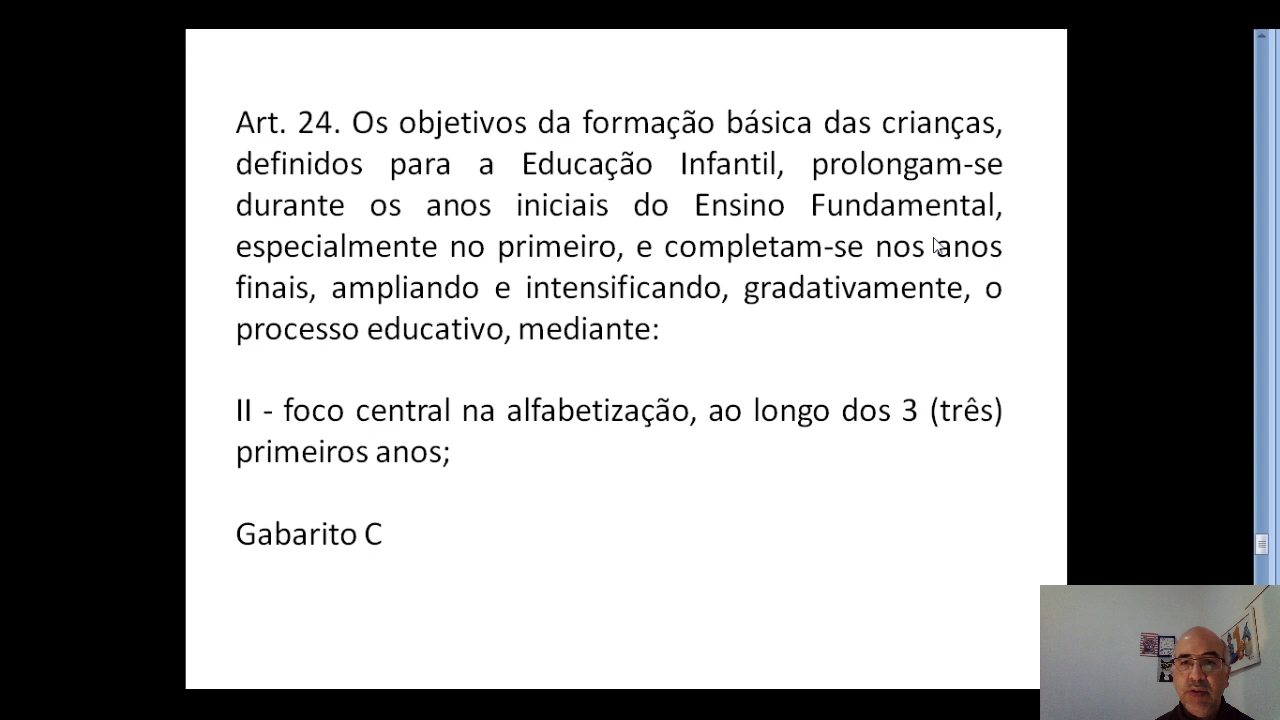 Art. 24. Os objetivos da formação básica das crianças,
definidos para a Educação Infantil, prolongam-se
durante os anos iniciais do Ensino Fundamental,
especialmente no primeiro, e completam-se nos anos
finais, ampliando e intensificando, gradativamente, o
processo educativo, mediante:
II - foco central na alfabetização, ao longo dos 3 (três)
primeiros anos;
Gabarito C